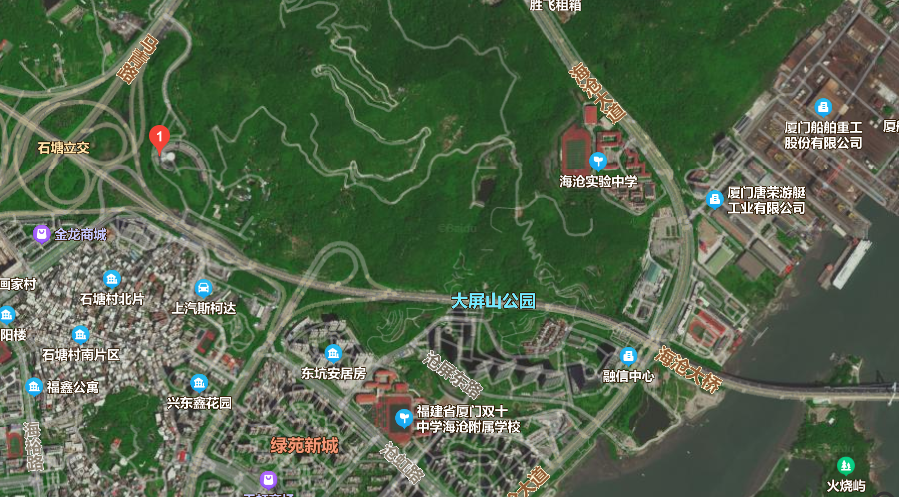 胜飞租箱
海沧大道
厦门船舶重工
股份有限公司
1
石塘立交
海沧实验中学
厦门唐荣游艇
工业有限公司
金龙商城
画家村
石塘村北片
上汽斯柯达
大屏山公园
阳楼
石塘村南片区
东坑安居房
融信中心
海沧大桥
福鑫公寓
兴东鑫花园
福建省厦门双十
中学海沧附属学校
绿苑新城
火烧屿